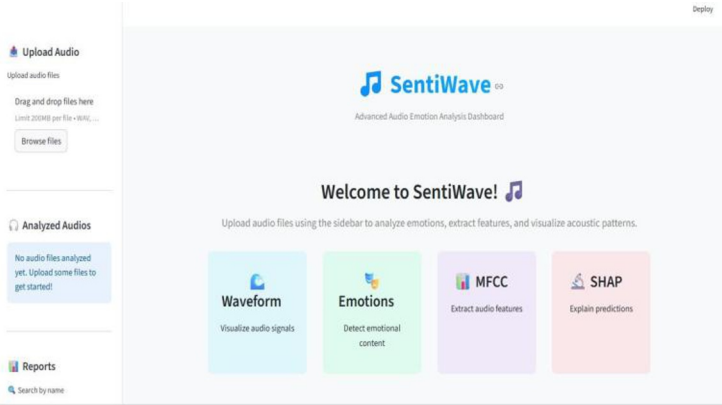 Deploy
Upload Audio
Upload audio files
Drag and drop files here
Limit 200MB per file • WAV, ...
Browse files
Analyzed Audios
No audio files analyzed
yet. Upload some files to
get started!
Reports
Search by name
SentiWave
Advanced Audio Emotion Analysis Dashboard
Welcome to SentiWave!
Upload audio files using the sidebar to analyze emotions, extract features, and visualize acoustic patterns.
Waveform
Visualize audio signals
Emotions
Detect emotional
content
MFCC
Extract audio features
SHAP
Explain predictions